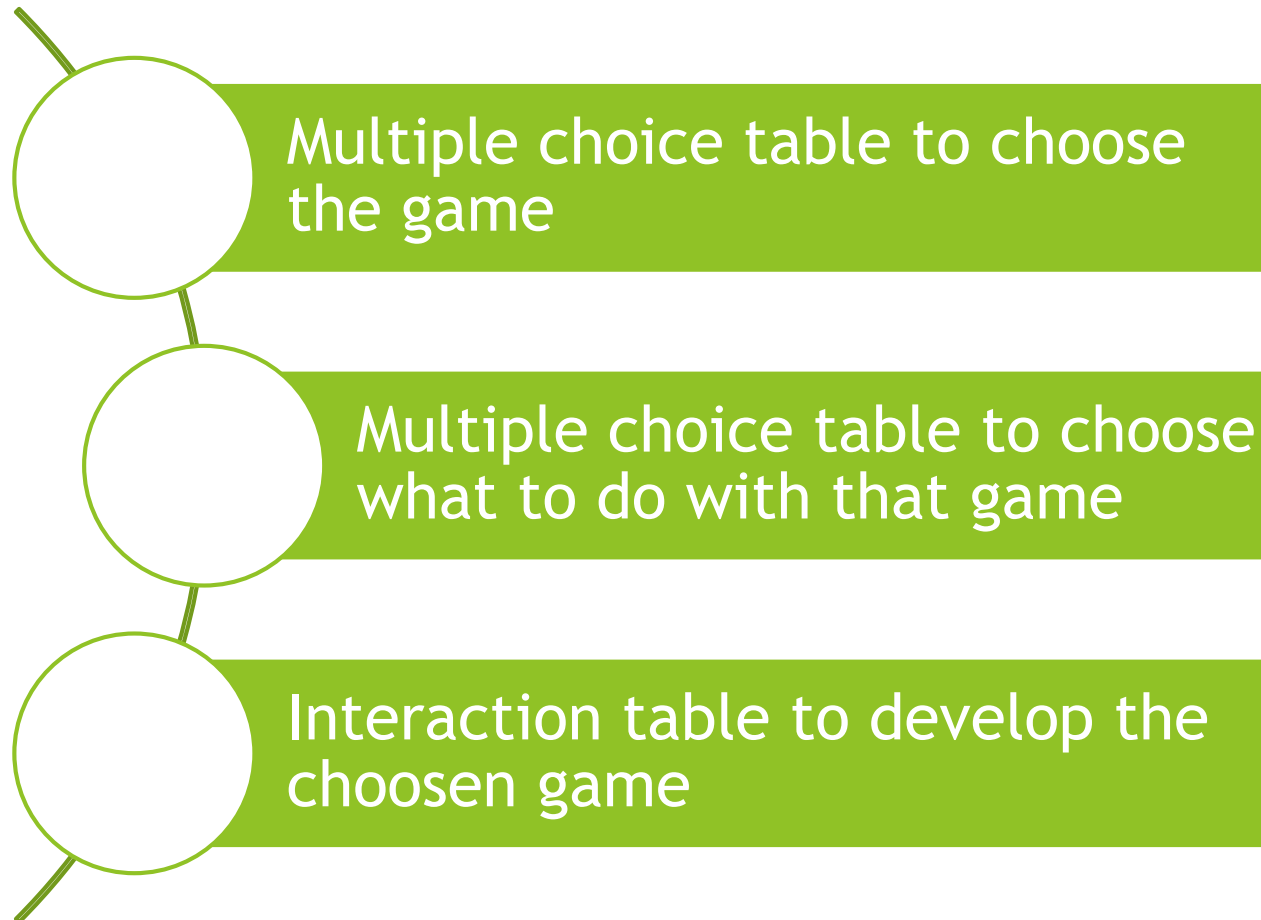 Multiple choice table to choose
the game
Multiple choice table to choose
what to do with that game
Interaction table to develop the
choosen game